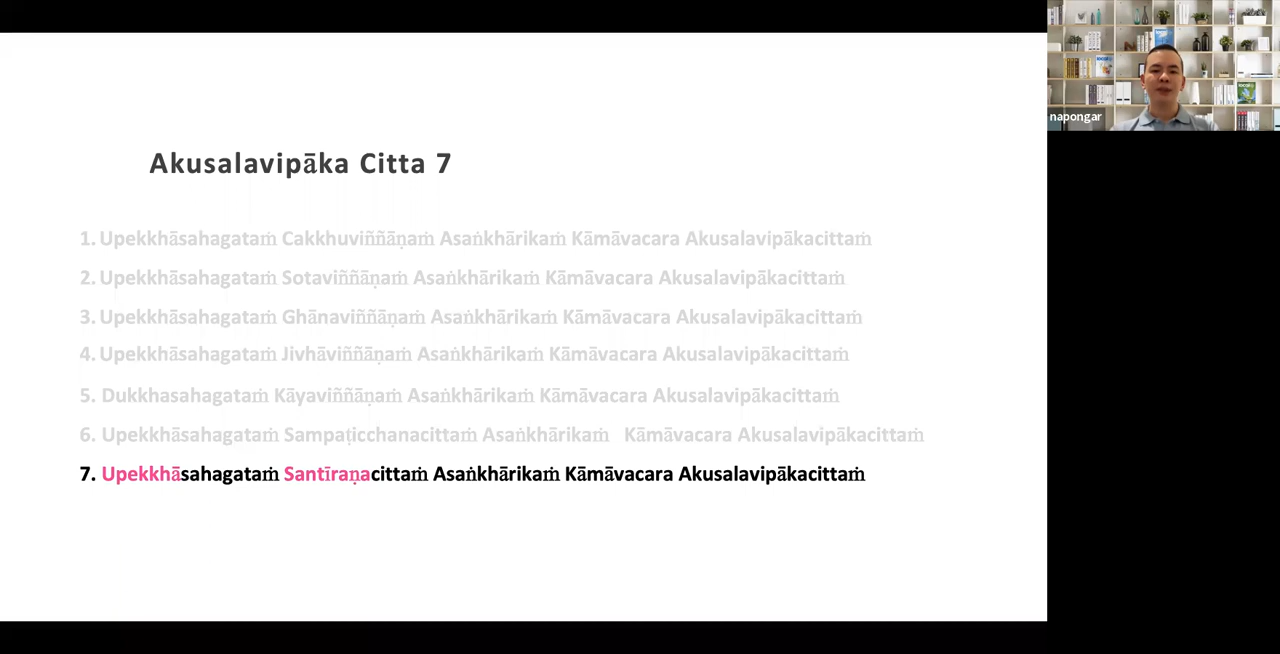 napongar
Akusalavipāka Citta 7
1. Upekkhāsahagataṁ Cakkhuviññāṇaṁ Asaṅkhārikaṁ Kāmāvacara Akusalavipākacittaṁ
2. Upekkhāsahagataṁ Sotaviññāṇaṁ Asaṅkhārikaṁ Kāmāvacara Akusalavipākacittaṁ
3. Upekkhāsahagataṁ Ghānaviññāṇaṁ Asaṅkhārikaṁ Kāmāvacara Akusalavipākacittaṁ
4. Upekkhāsahagataṁ Jivhāviññāṇaṁ Asaṅkhārikaṁ Kāmāvacara Akusalavipākacittaṁ
5. Dukkhasahagataṁ Kāyaviññāṇaṁ Asaṅkhārikaṁ Kāmāvacara Akusalavipākacittaṁ
6. Upekkhāsahagataṁ Sampaṭicchanacittaṁ Asaṅkhārikaṁ Kāmāvacara Akusalavipākacittaṁ
7. Upekkhāsahagataṁ Santīraṇacittaṁ Asaṅkhārikaṁ Kāmāvacara Akusalavipākacittaṁ